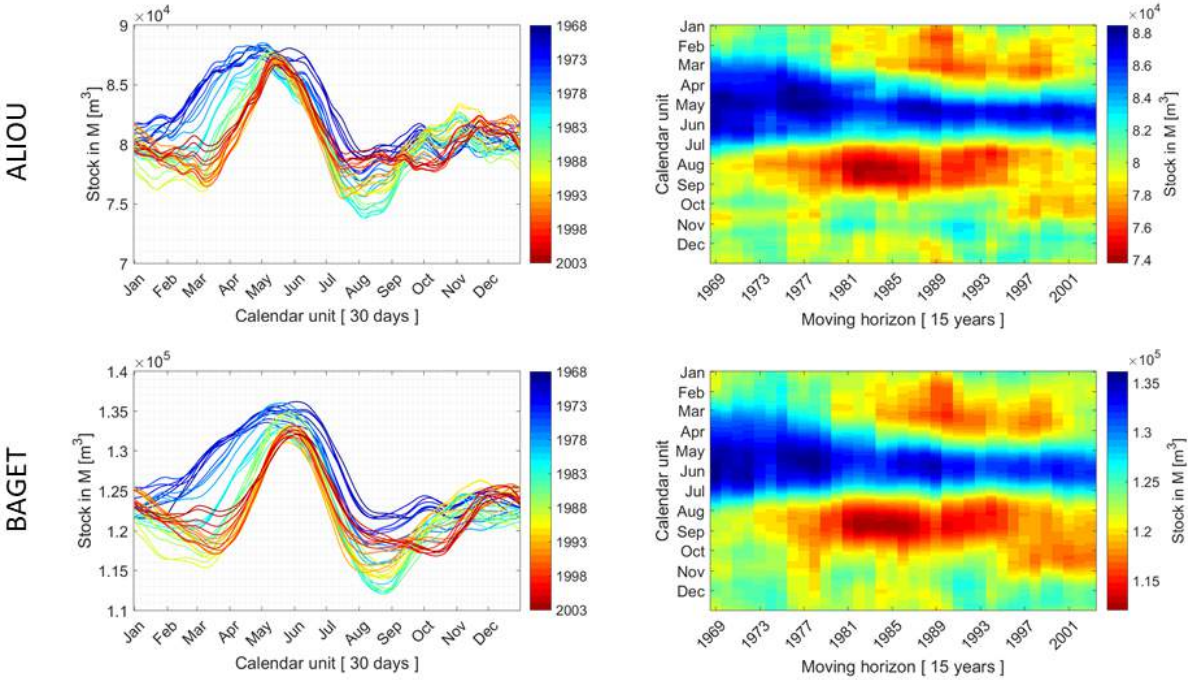 ALIOU
×10⁴
9
8.5
8
7.5
7
Stock in M [m³]
Jan Feb Mar Apr May Jun Jul Aug Sep Oct Nov Dec
Calendar unit [ 30 days ]
1968
1973
1978
1983
1988
1993
1998
2003
Jan
Feb
Mar
Apr
May
Jun
Jul
Aug
Sep
Oct
Nov
Dec
Calendar unit
1969 1973 1977 1981 1985 1989 1993 1997 2001
Moving horizon [ 15 years ]
×10⁴
8.8
8.6
8.4
8.2
8
7.8
7.6
7.4
Stock in M [m³]
BAGET
×10⁵
1.4
1.35
1.3
1.25
1.2
1.15
1.1
Stock in M [m³]
Jan Feb Mar Apr May Jun Jul Aug Sep Oct Nov Dec
Calendar unit [ 30 days ]
1968
1973
1978
1983
1988
1993
1998
2003
Jan
Feb
Mar
Apr
May
Jun
Jul
Aug
Sep
Oct
Nov
Dec
Calendar unit
1969 1973 1977 1981 1985 1989 1993 1997 2001
Moving horizon [ 15 years ]
×10⁵
1.35
1.3
1.25
1.2
1.15
Stock in M [m³]